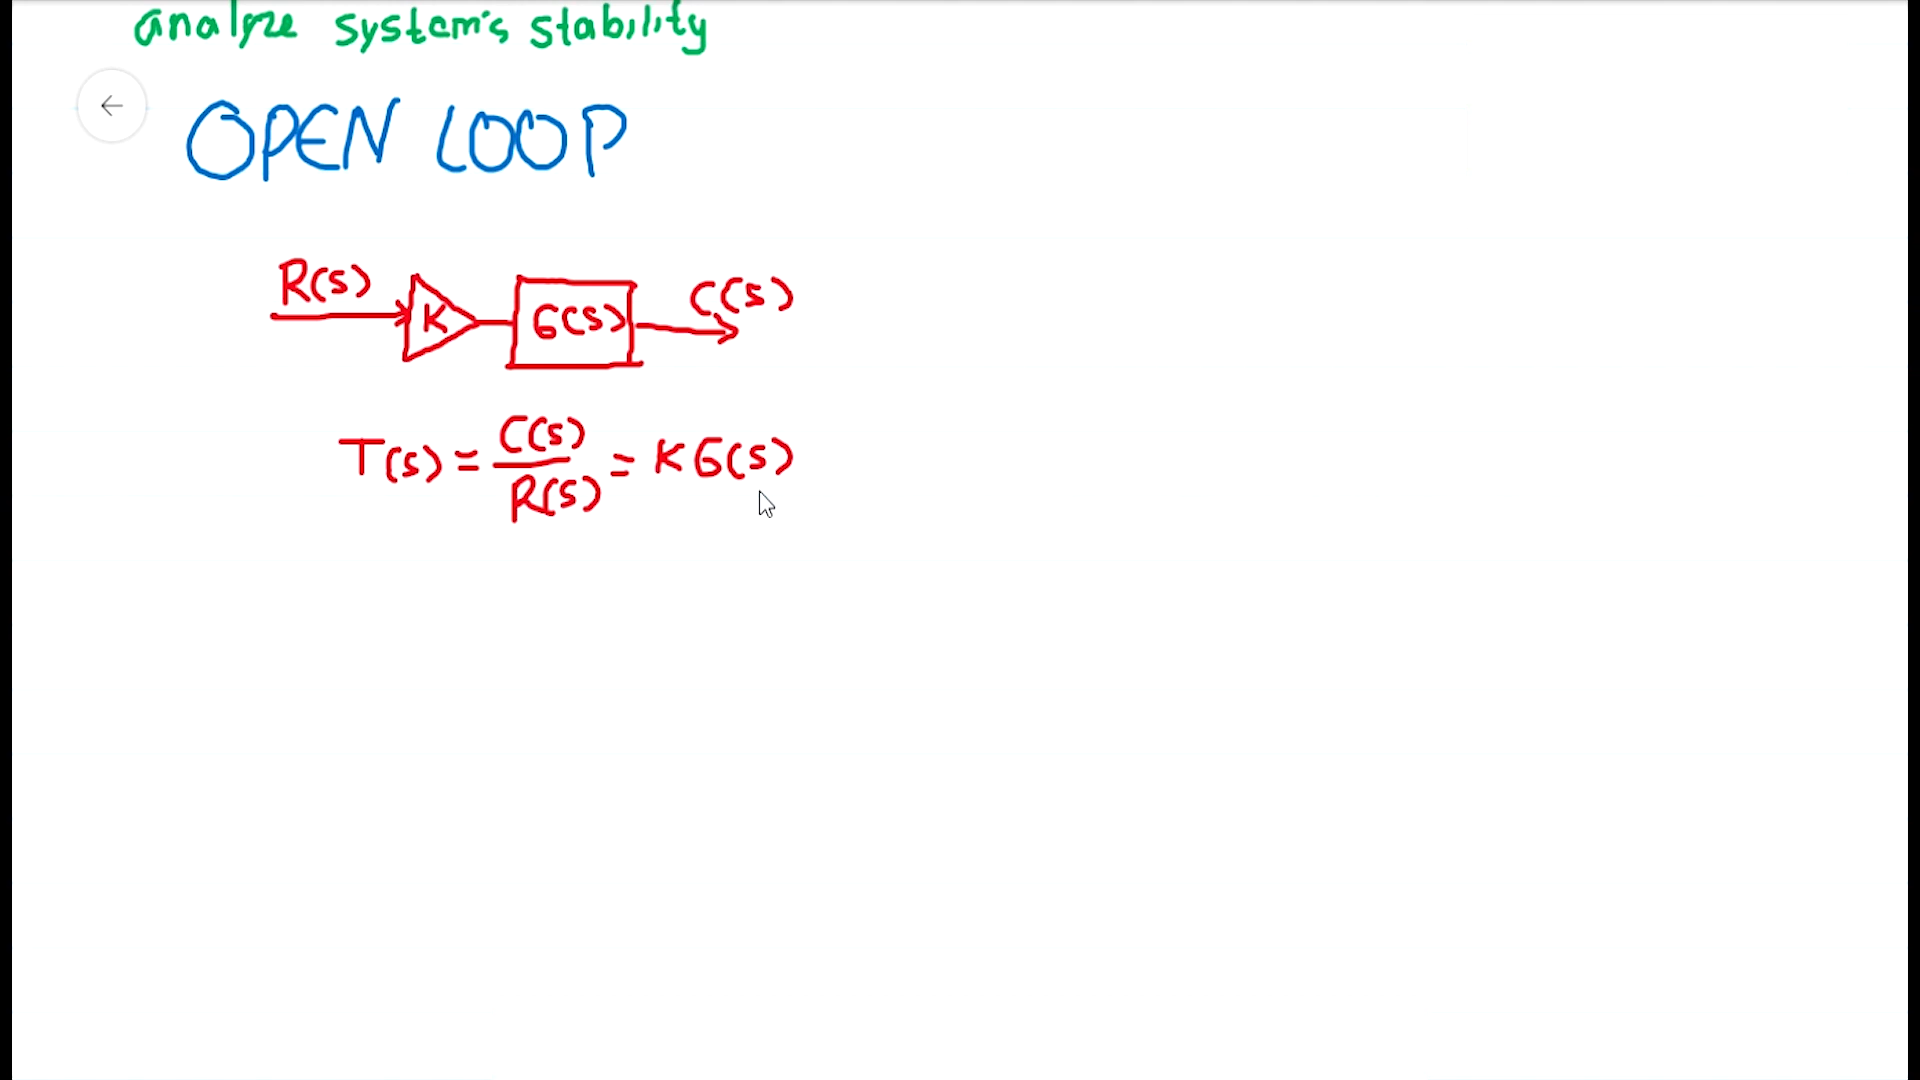 analyze system's stability
OPEN LOOP
R(s) K G(s) C(s)
T(s) = C(s)/R(s) = K G(s)